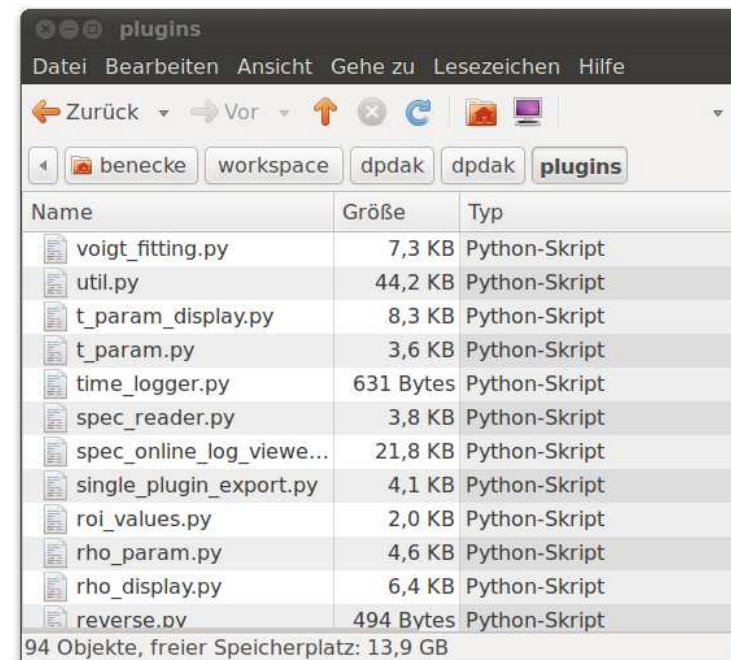 plugins
Datei Bearbeiten Ansicht Gehe zu Lesezeichen Hilfe
Zurück Vor
benecke workspace dpdak dpdak plugins
Name Größe Typ
voigt_fitting.py 7,3 KB Python-Skript
util.py 44,2 KB Python-Skript
t_param_display.py 8,3 KB Python-Skript
t_param.py 3,6 KB Python-Skript
time_logger.py 631 Bytes Python-Skript
spec_reader.py 3,8 KB Python-Skript
spec_online_log_viewe... 21,8 KB Python-Skript
single_plugin_export.py 4,1 KB Python-Skript
roi_values.py 2,0 KB Python-Skript
rho_param.py 4,6 KB Python-Skript
rho_display.py 6,4 KB Python-Skript
reverse.py 494 Bytes Python-Skript
94 Objekte, freier Speicherplatz: 13,9 GB